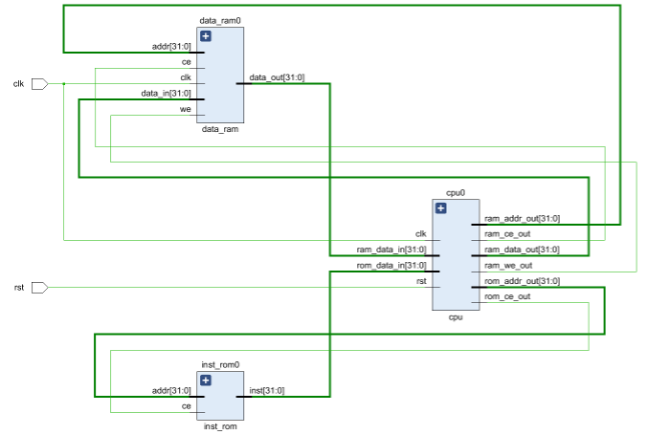 data_ram0
addr[31:0]
ce
clk
data_in[31:0]
we
data_out[31:0]
data_ram
clk
cpu0
clk
ram_data_in[31:0]
rom_data_in[31:0]
rst
ram_addr_out[31:0]
ram_ce_out
ram_data_out[31:0]
ram_we_out
rom_addr_out[31:0]
rom_ce_out
cpu
rst
inst_rom0
addr[31:0]
ce
inst[31:0]
inst_rom